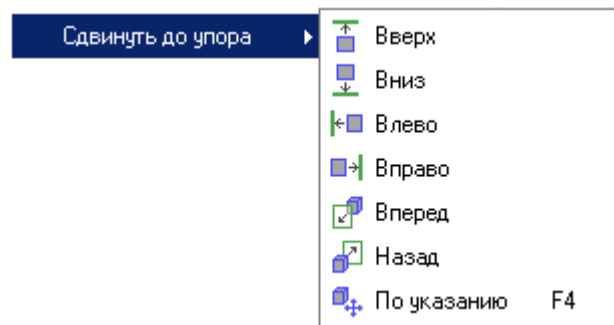 Сдвинуть до упора
Вверх
Вниз
Влево
Вправо
Вперед
Назад
По указанию F4